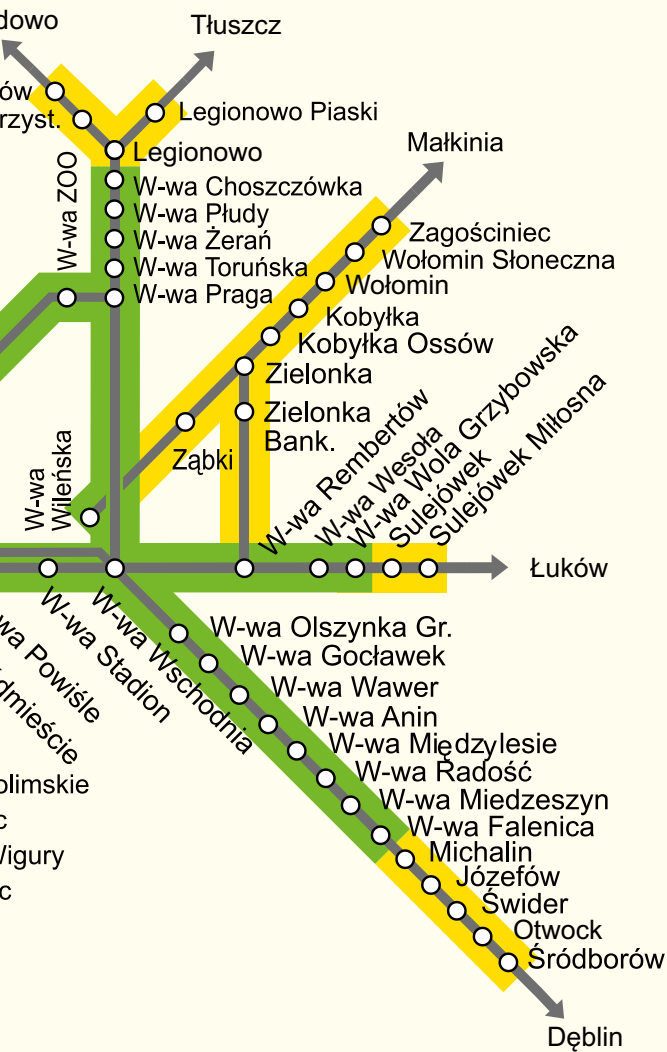 Tłuszcz
Legionowo Piaski
Legionowo
W-wa ZOO
W-wa Choszczówka
W-wa Płudy
W-wa Żerań
W-wa Toruńska
W-wa Praga
Małkinia
Zagościniec
Wołomin Słoneczna
Wołomin
Kobyłka
Kobyłka Ossów
Zielonka
Zielonka
Bank.
Ząbki
W-wa
Wileńska
W-wa Rembertów
W-wa Wesoła
W-wa Wola Grzybowska
Sulejówek
Sulejówek Miłosna
Łuków
wa Powiśle
W-wa Stadion
W-wa Wschodnia
W-wa Olszynka Gr.
W-wa Gocławek
W-wa Wawer
W-wa Anin
W-wa Międzylesie
W-wa Radość
W-wa Miedzeszyn
W-wa Falenica
Michalin
Józefów
Świder
Otwock
Śródborów
Dęblin